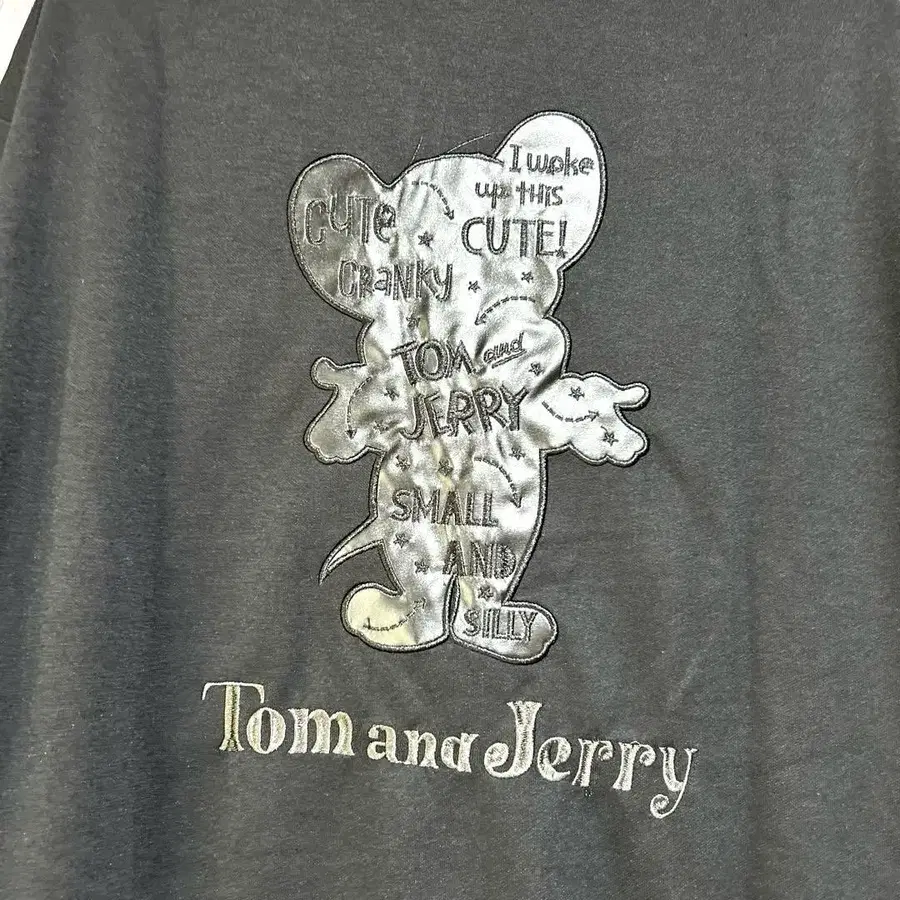 I woke
up this
CUTE!
CUTe
CRaNKy
TOM and
JERRY
SMALL
AND
SILLY
Tom and Jerry